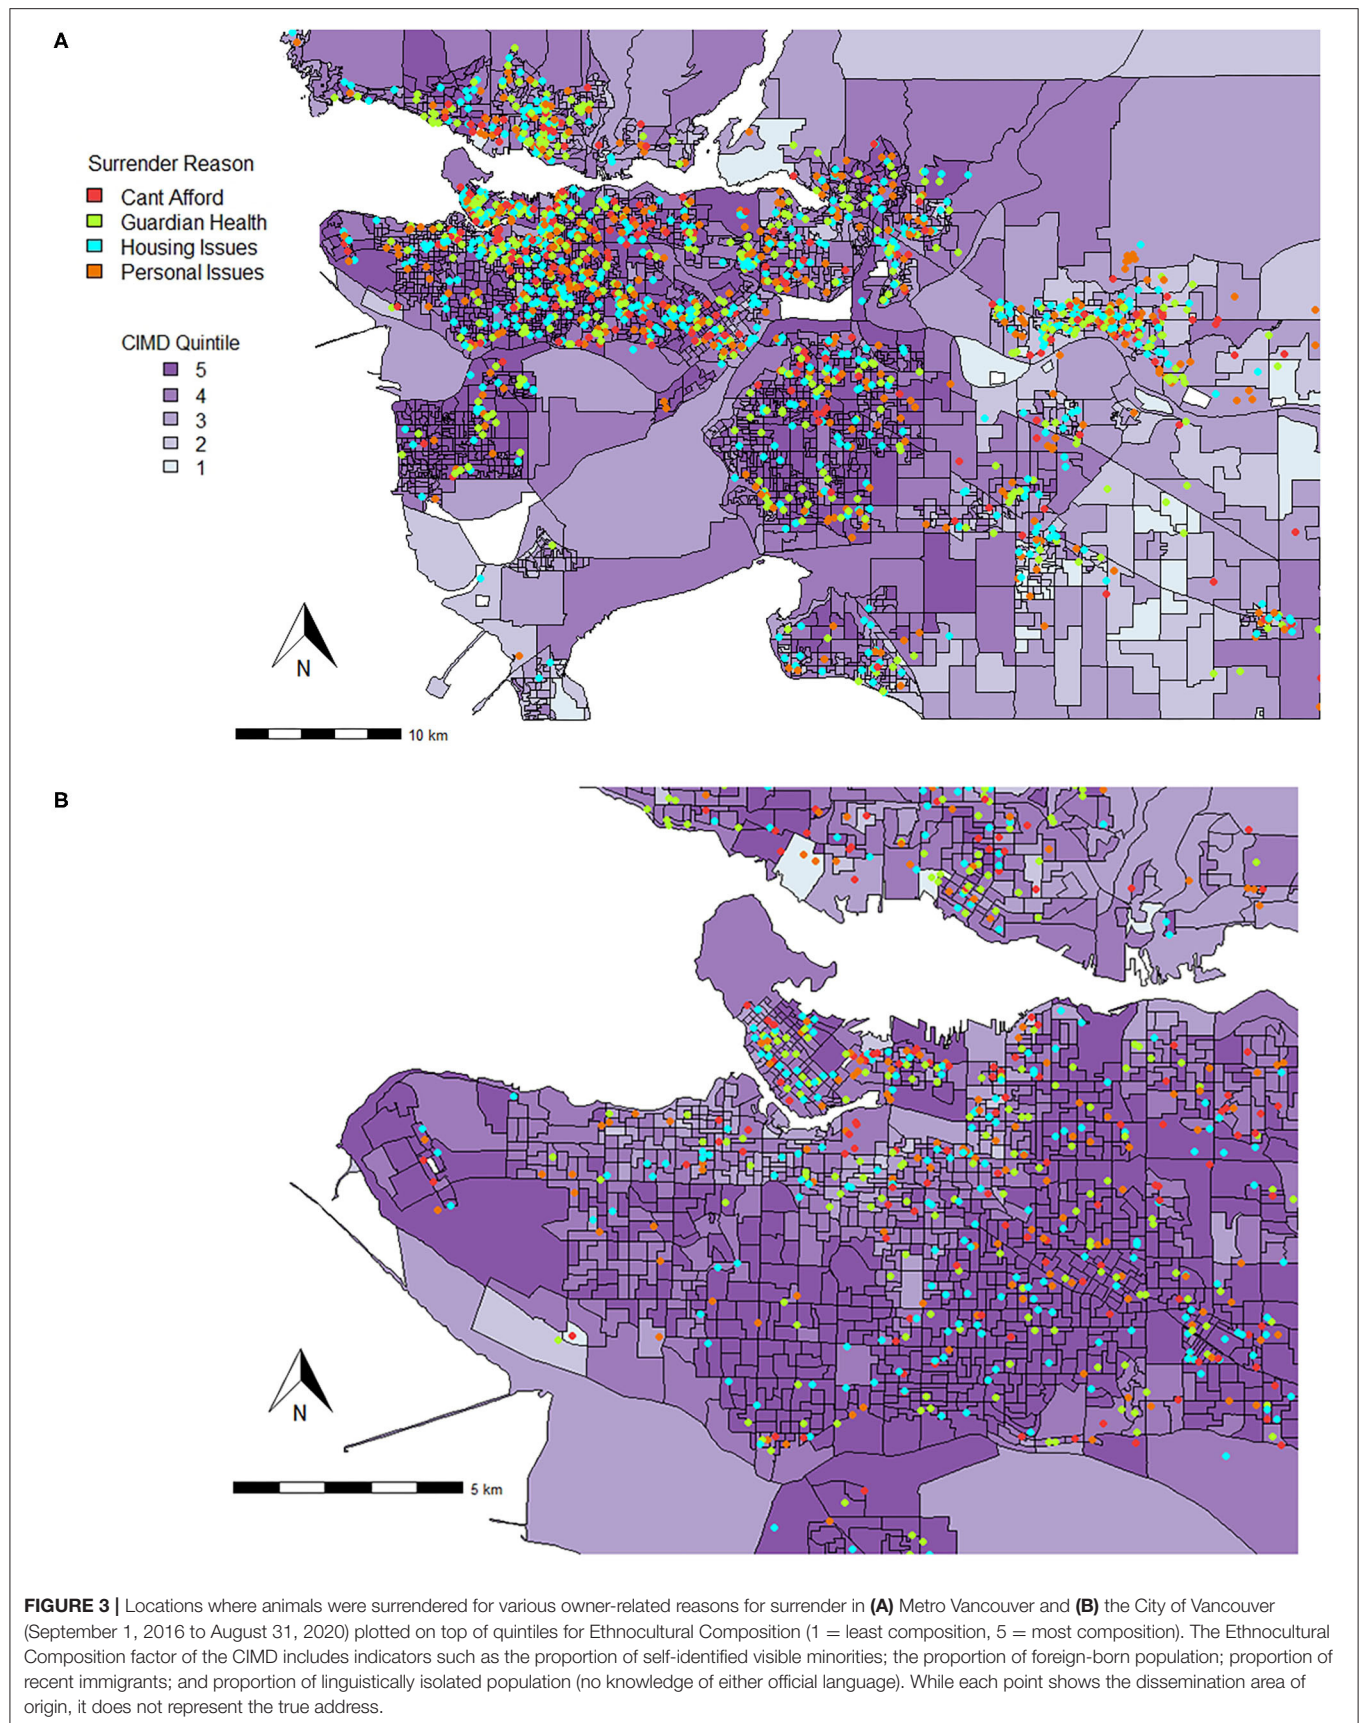 A
Surrender Reason
Cant Afford
Guardian Health
Housing Issues
Personal Issues
CIMD Quintile
5
4
3
2
1
N
10 km
B
N
5 km
FIGURE 3 | Locations where animals were surrendered for various owner-related reasons for surrender in (A) Metro Vancouver and (B) the City of Vancouver
(September 1, 2016 to August 31, 2020) plotted on top of quintiles for Ethnocultural Composition (1 = least composition, 5 = most composition). The Ethnocultural
Composition factor of the CIMD includes indicators such as the proportion of self-identified visible minorities; the proportion of foreign-born population; proportion of
recent immigrants; and proportion of linguistically isolated population (no knowledge of either official language). While each point shows the dissemination area of
origin, it does not represent the true address.